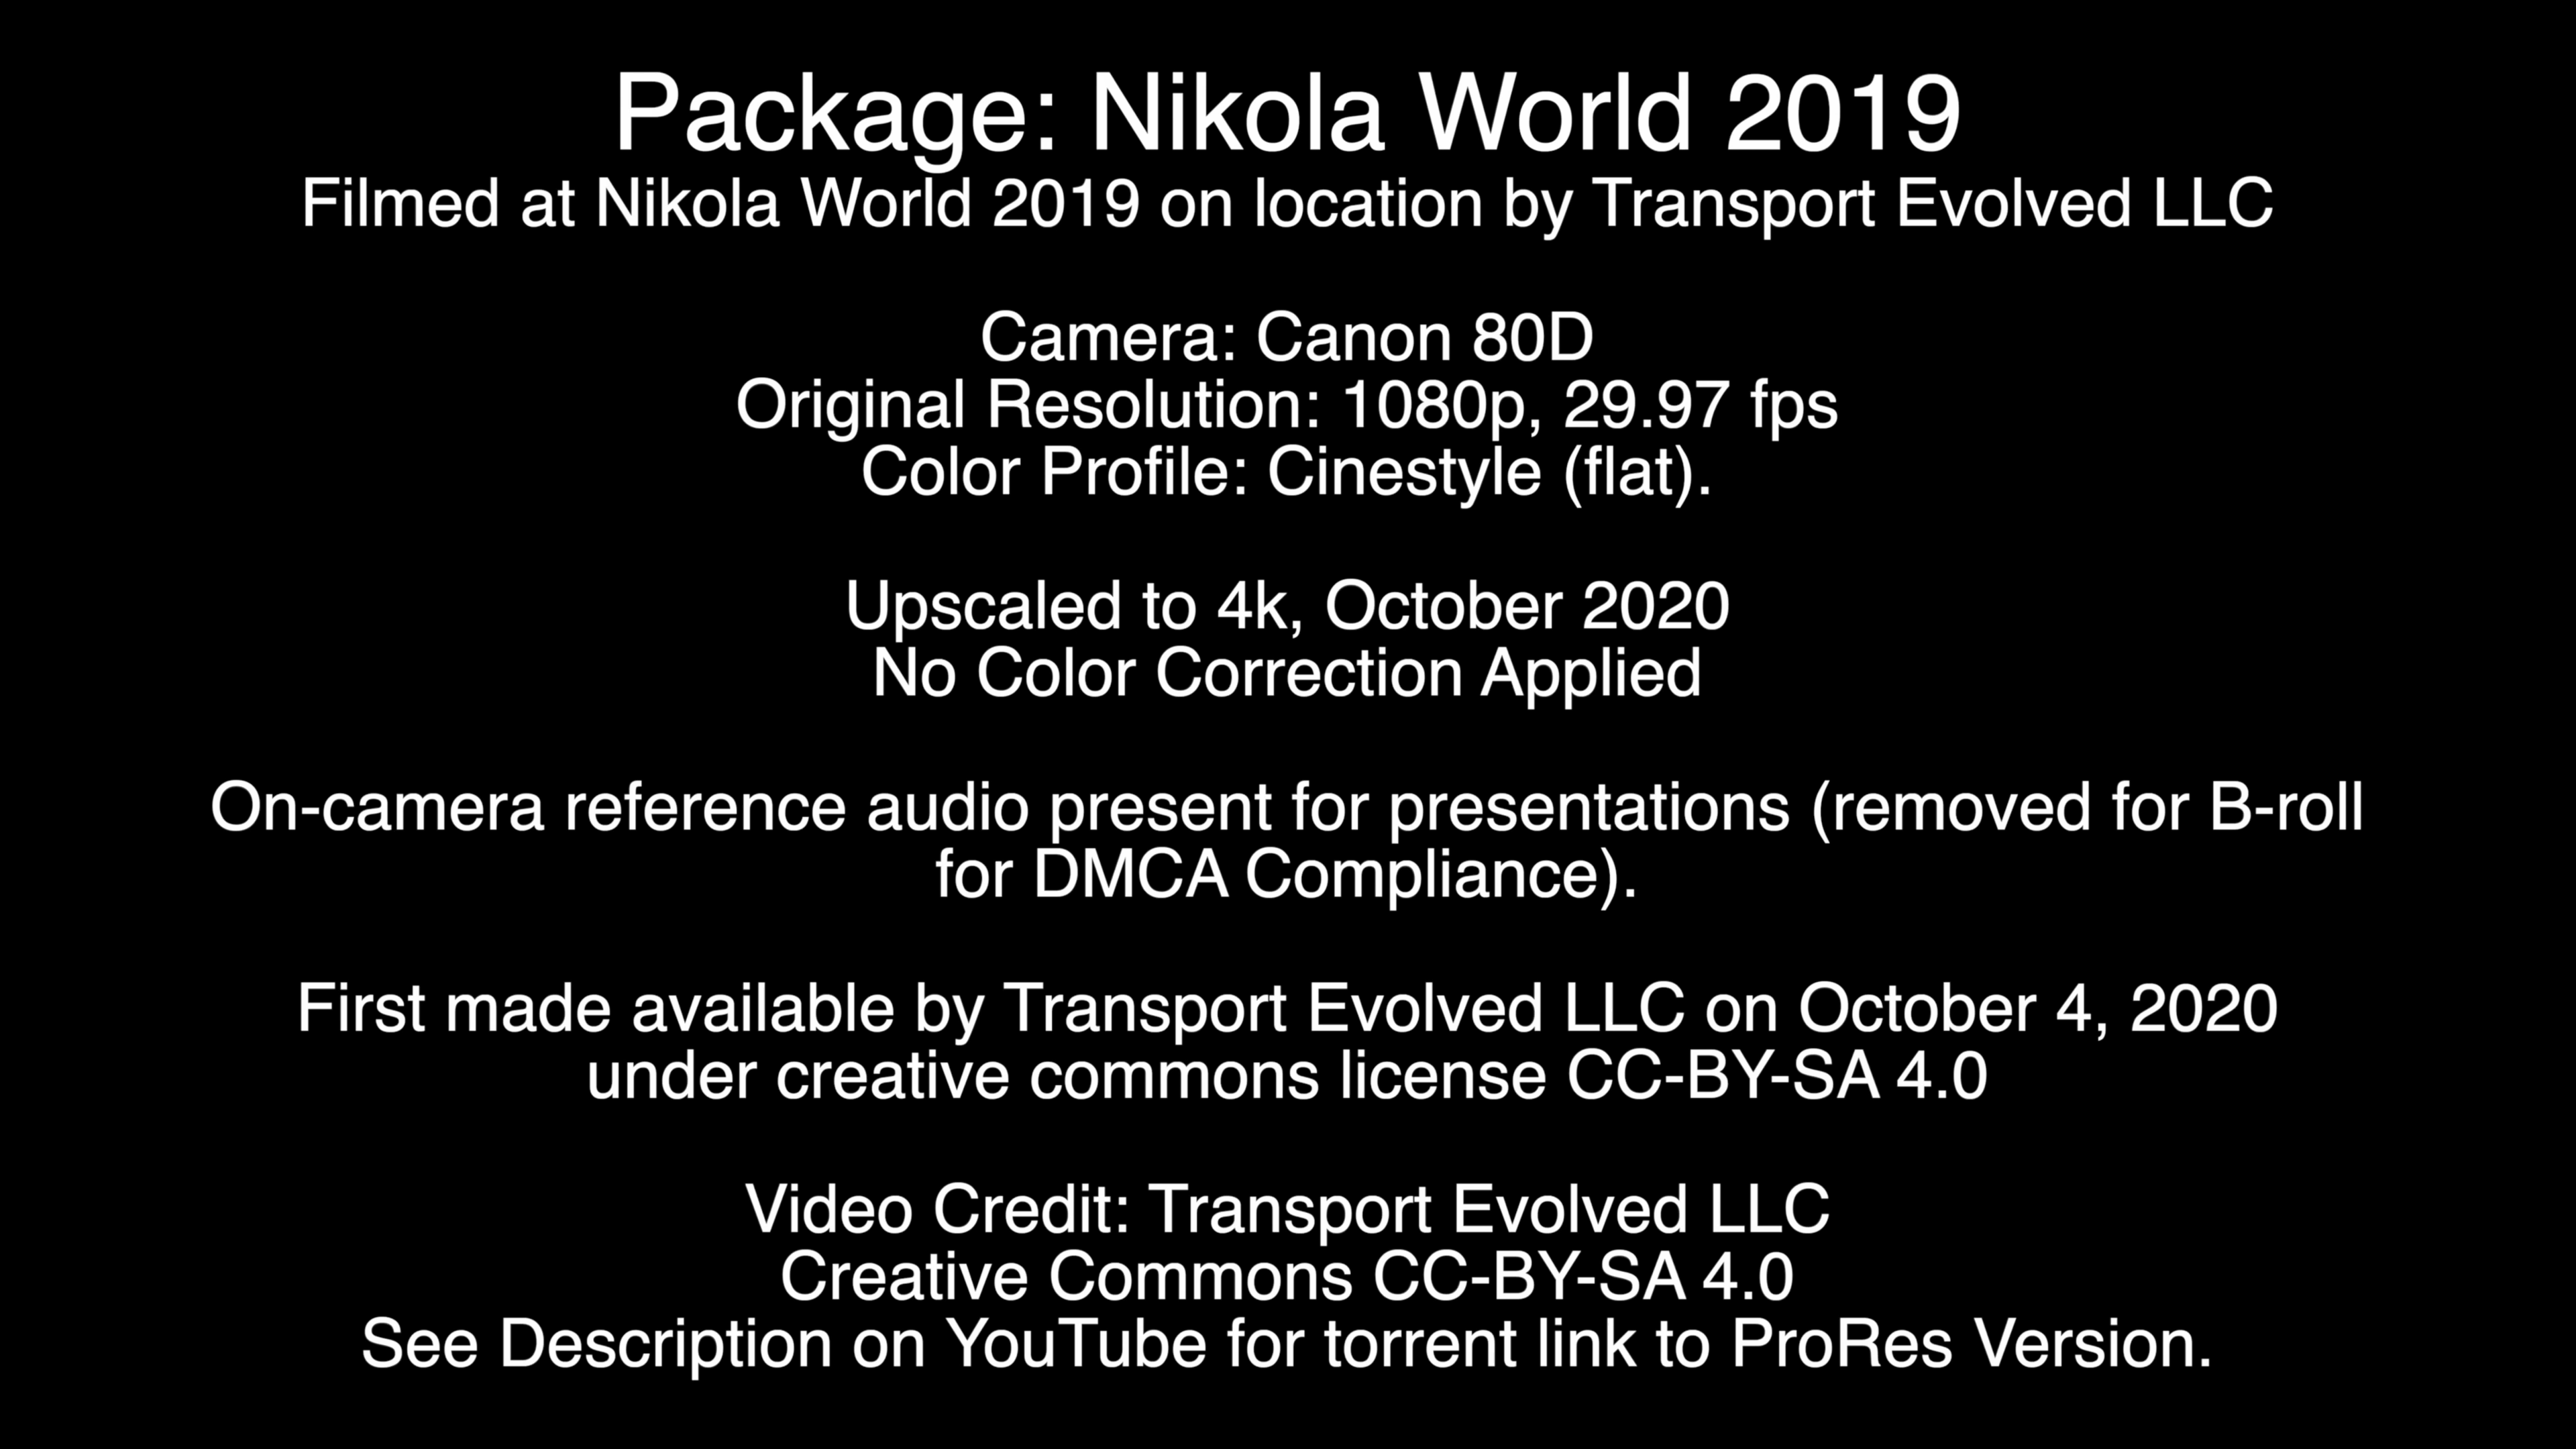 Package: Nikola World 2019
Filmed at Nikola World 2019 on location by Transport Evolved LLC
Camera: Canon 80D
Original Resolution: 1080p, 29.97 fps
Color Profile: Cinestyle (flat).
Upscaled to 4k, October 2020
No Color Correction Applied
On-camera reference audio present for presentations (removed for B-roll
for DMCA Compliance).
First made available by Transport Evolved LLC on October 4, 2020
under creative commons license CC-BY-SA 4.0
Video Credit: Transport Evolved LLC
Creative Commons CC-BY-SA 4.0
See Description on YouTube for torrent link to ProRes Version.